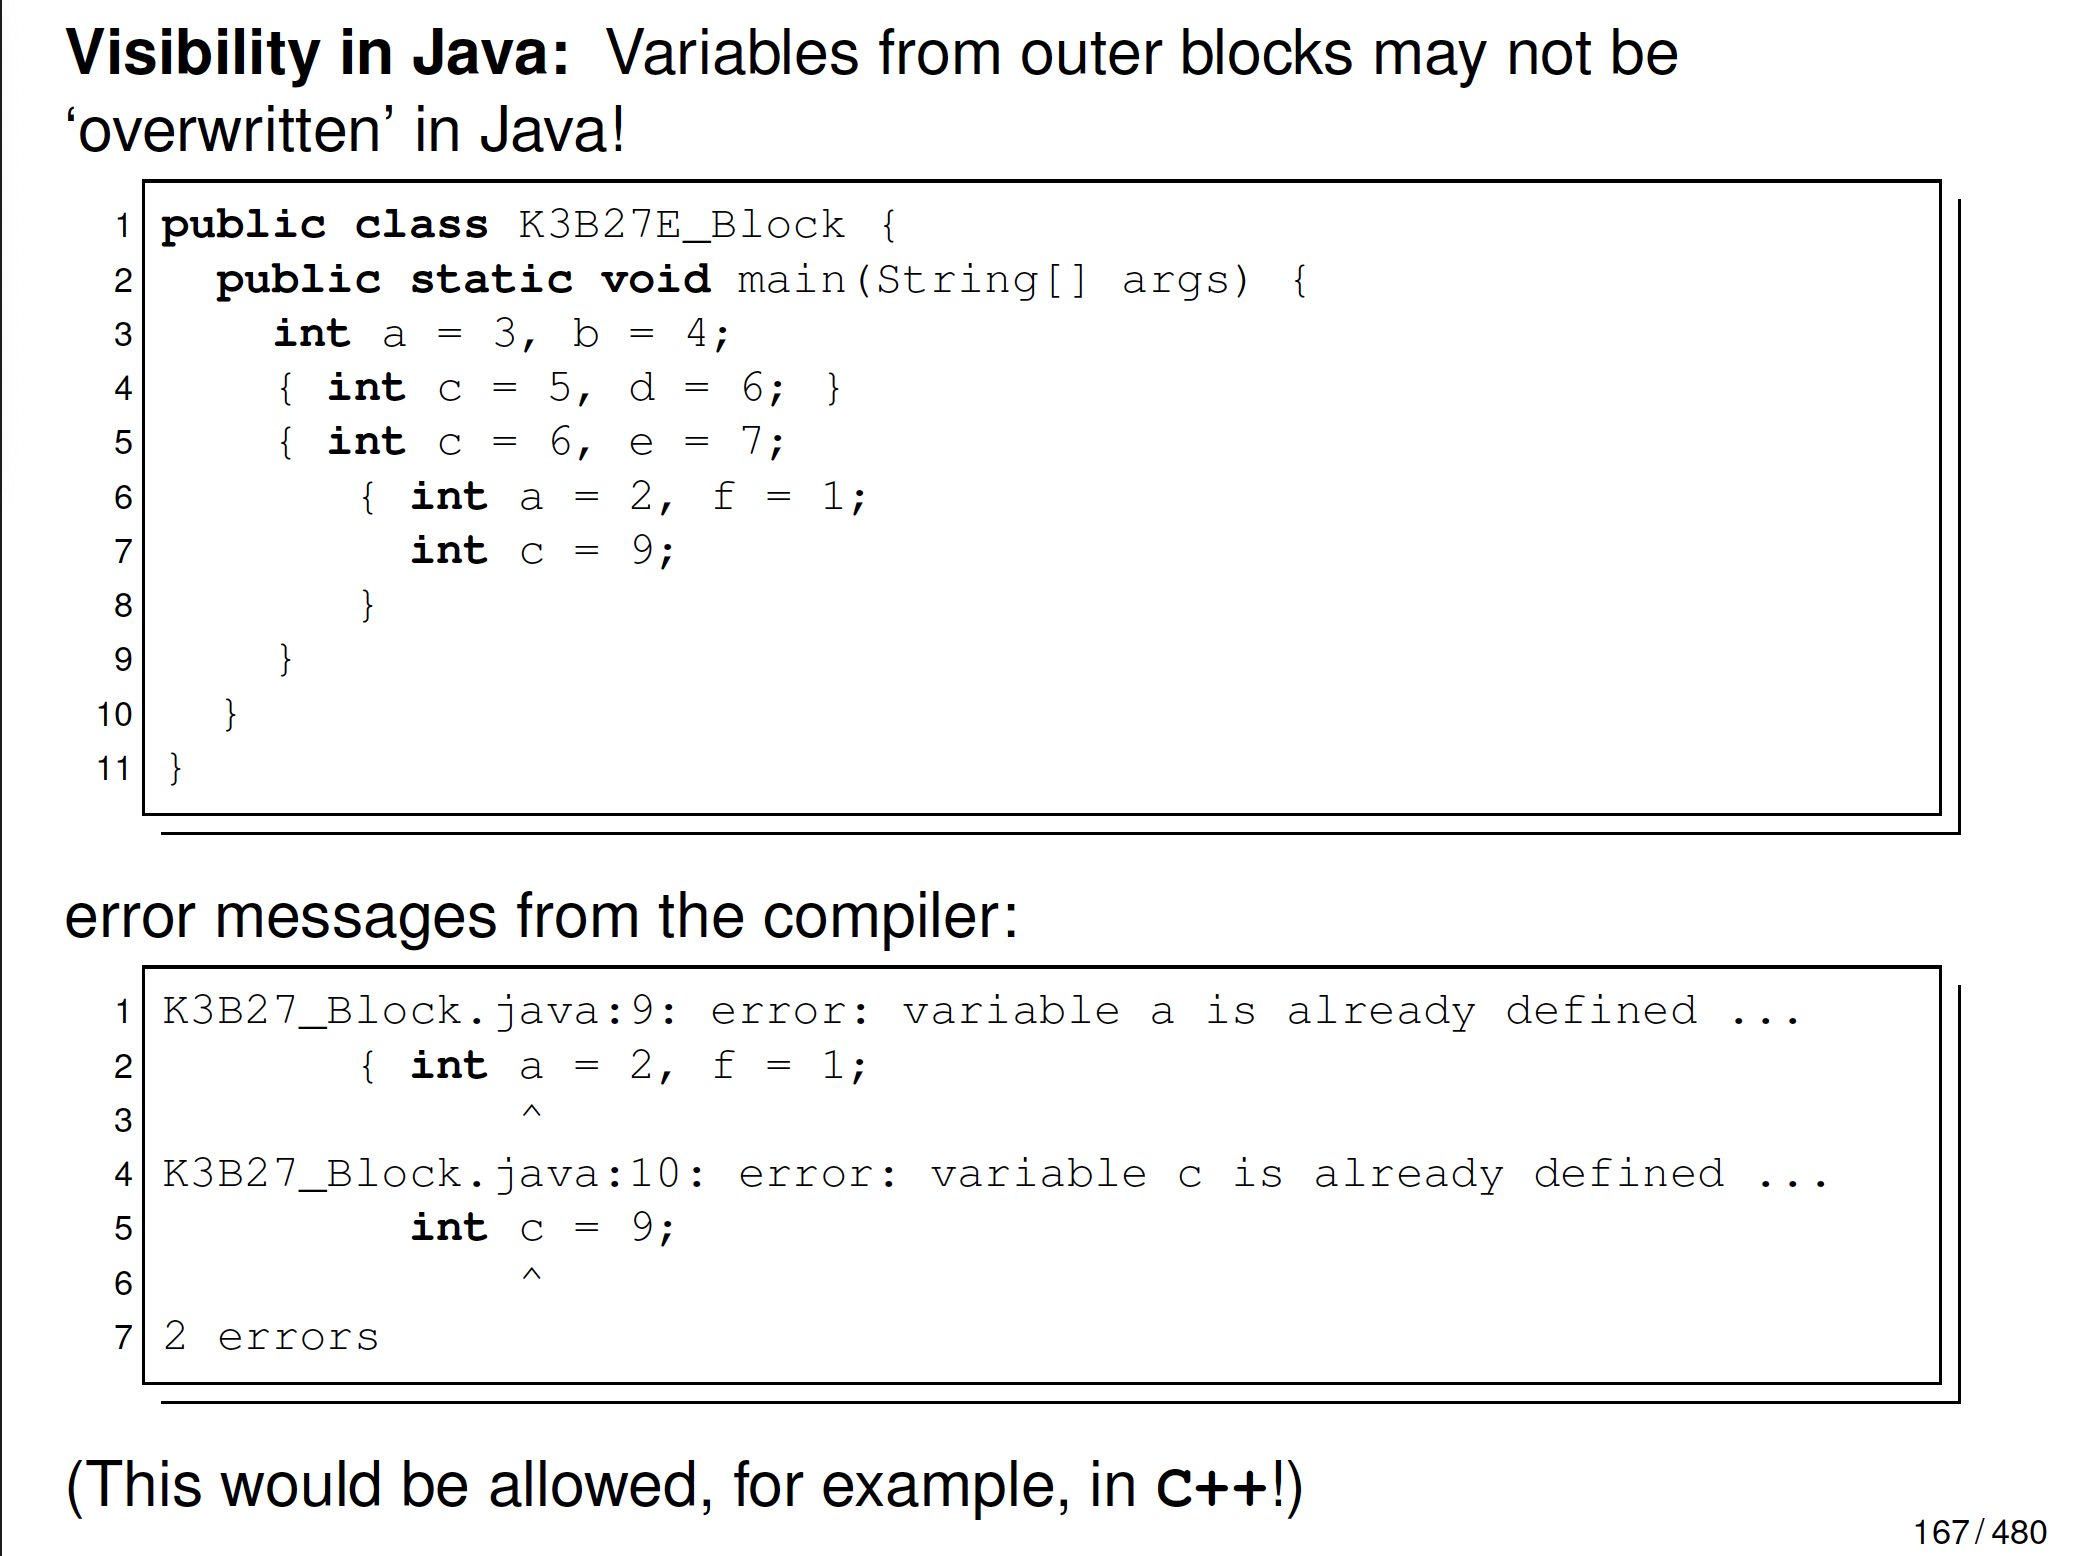 Visibility in Java: Variables from outer blocks may not be
‘overwritten’ in Java!
1 public class K3B27E_Block {
2   public static void main(String[] args) {
3     int a = 3, b = 4;
4     { int c = 5, d = 6; }
5     { int c = 6, e = 7;
6        { int a = 2, f = 1;
7          int c = 9;
8        }
9     }
10   }
11 }
error messages from the compiler:
1 K3B27_Block.java:9: error: variable a is already defined ...
2        { int a = 2, f = 1;
3              ^
4 K3B27_Block.java:10: error: variable c is already defined ...
5          int c = 9;
6              ^
7 2 errors
(This would be allowed, for example, in C++!)
167 / 480